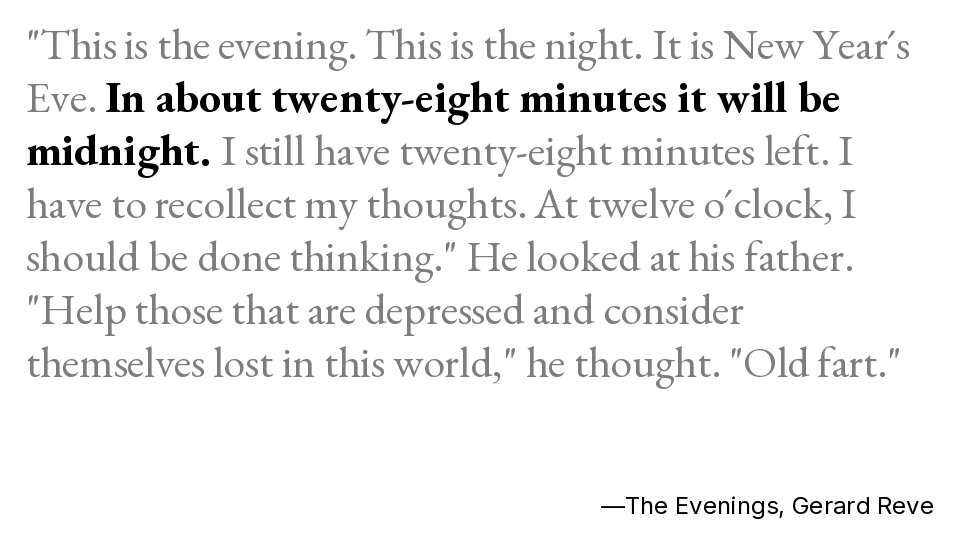 "This is the evening. This is the night. It is New Year´s
Eve. In about twenty-eight minutes it will be
midnight. I still have twenty-eight minutes left. I
have to recollect my thoughts. At twelve o´clock, I
should be done thinking." He looked at his father.
"Help those that are depressed and consider
themselves lost in this world," he thought. "Old fart."
—The Evenings, Gerard Reve